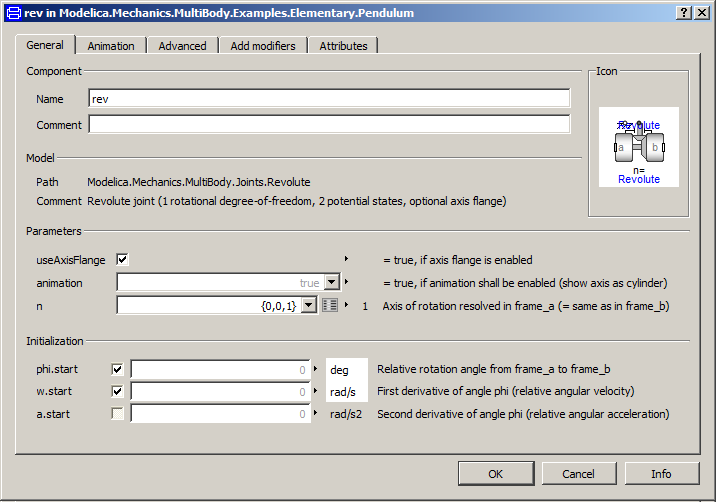 rev in Modelica.Mechanics.MultiBody.Examples.Elementary.Pendulum
General Animation Advanced Add modifiers Attributes
Component
Icon
Name rev
Comment
Revolute
a b
n=
Revolute
Model
Path Modelica.Mechanics.MultiBody.Joints.Revolute
Comment Revolute joint (1 rotational degree-of-freedom, 2 potential states, optional axis flange)
Parameters
useAxisFlange = true, if axis flange is enabled
animation true = true, if animation shall be enabled (show axis as cylinder)
n {0,0,1} 1 Axis of rotation resolved in frame_a (= same as in frame_b)
Initialization
phi.start 0 deg Relative rotation angle from frame_a to frame_b
w.start 0 rad/s First derivative of angle phi (relative angular velocity)
a.start 0 rad/s2 Second derivative of angle phi (relative angular acceleration)
OK Cancel Info